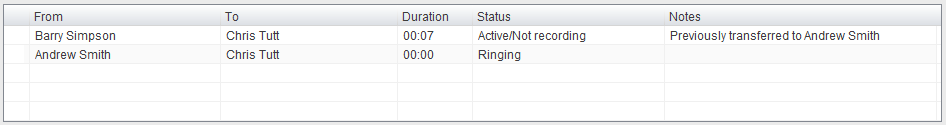 From To Duration Status Notes
Barry Simpson Chris Tutt 00:07 Active/Not recording Previously transferred to Andrew Smith
Andrew Smith Chris Tutt 00:00 Ringing